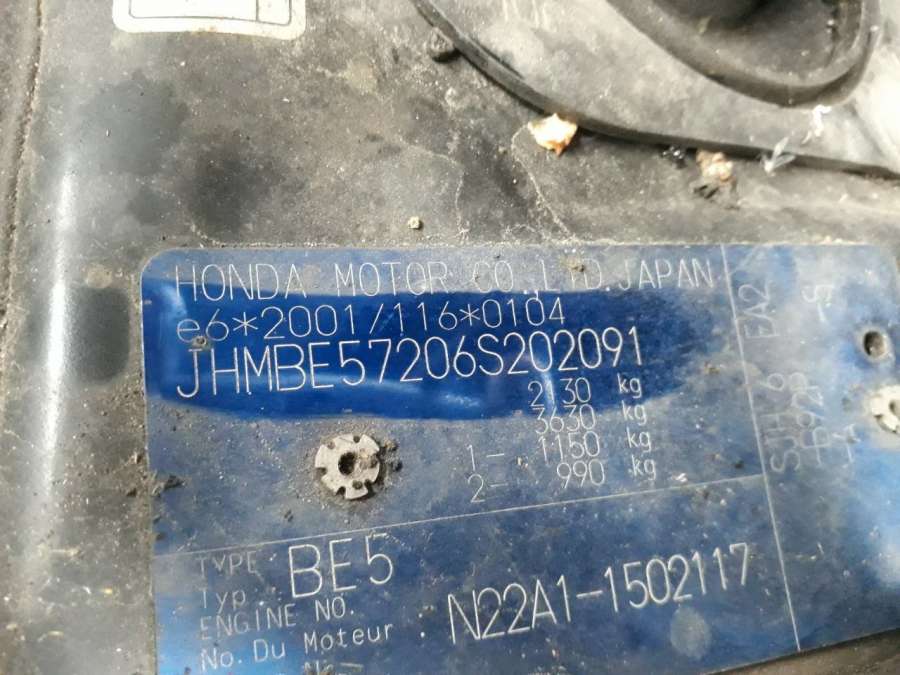 HONDA MOTOR CO.,LTD.JAPAN
e6*2001/116*0104
JHMBE57206S202091
2130 kg
3630 kg
1- 1150 kg
2- 990 kg
TYPE
Typ. BE5
ENGINE NO.
No. Du Moteur. N22A1-1502117
EA2